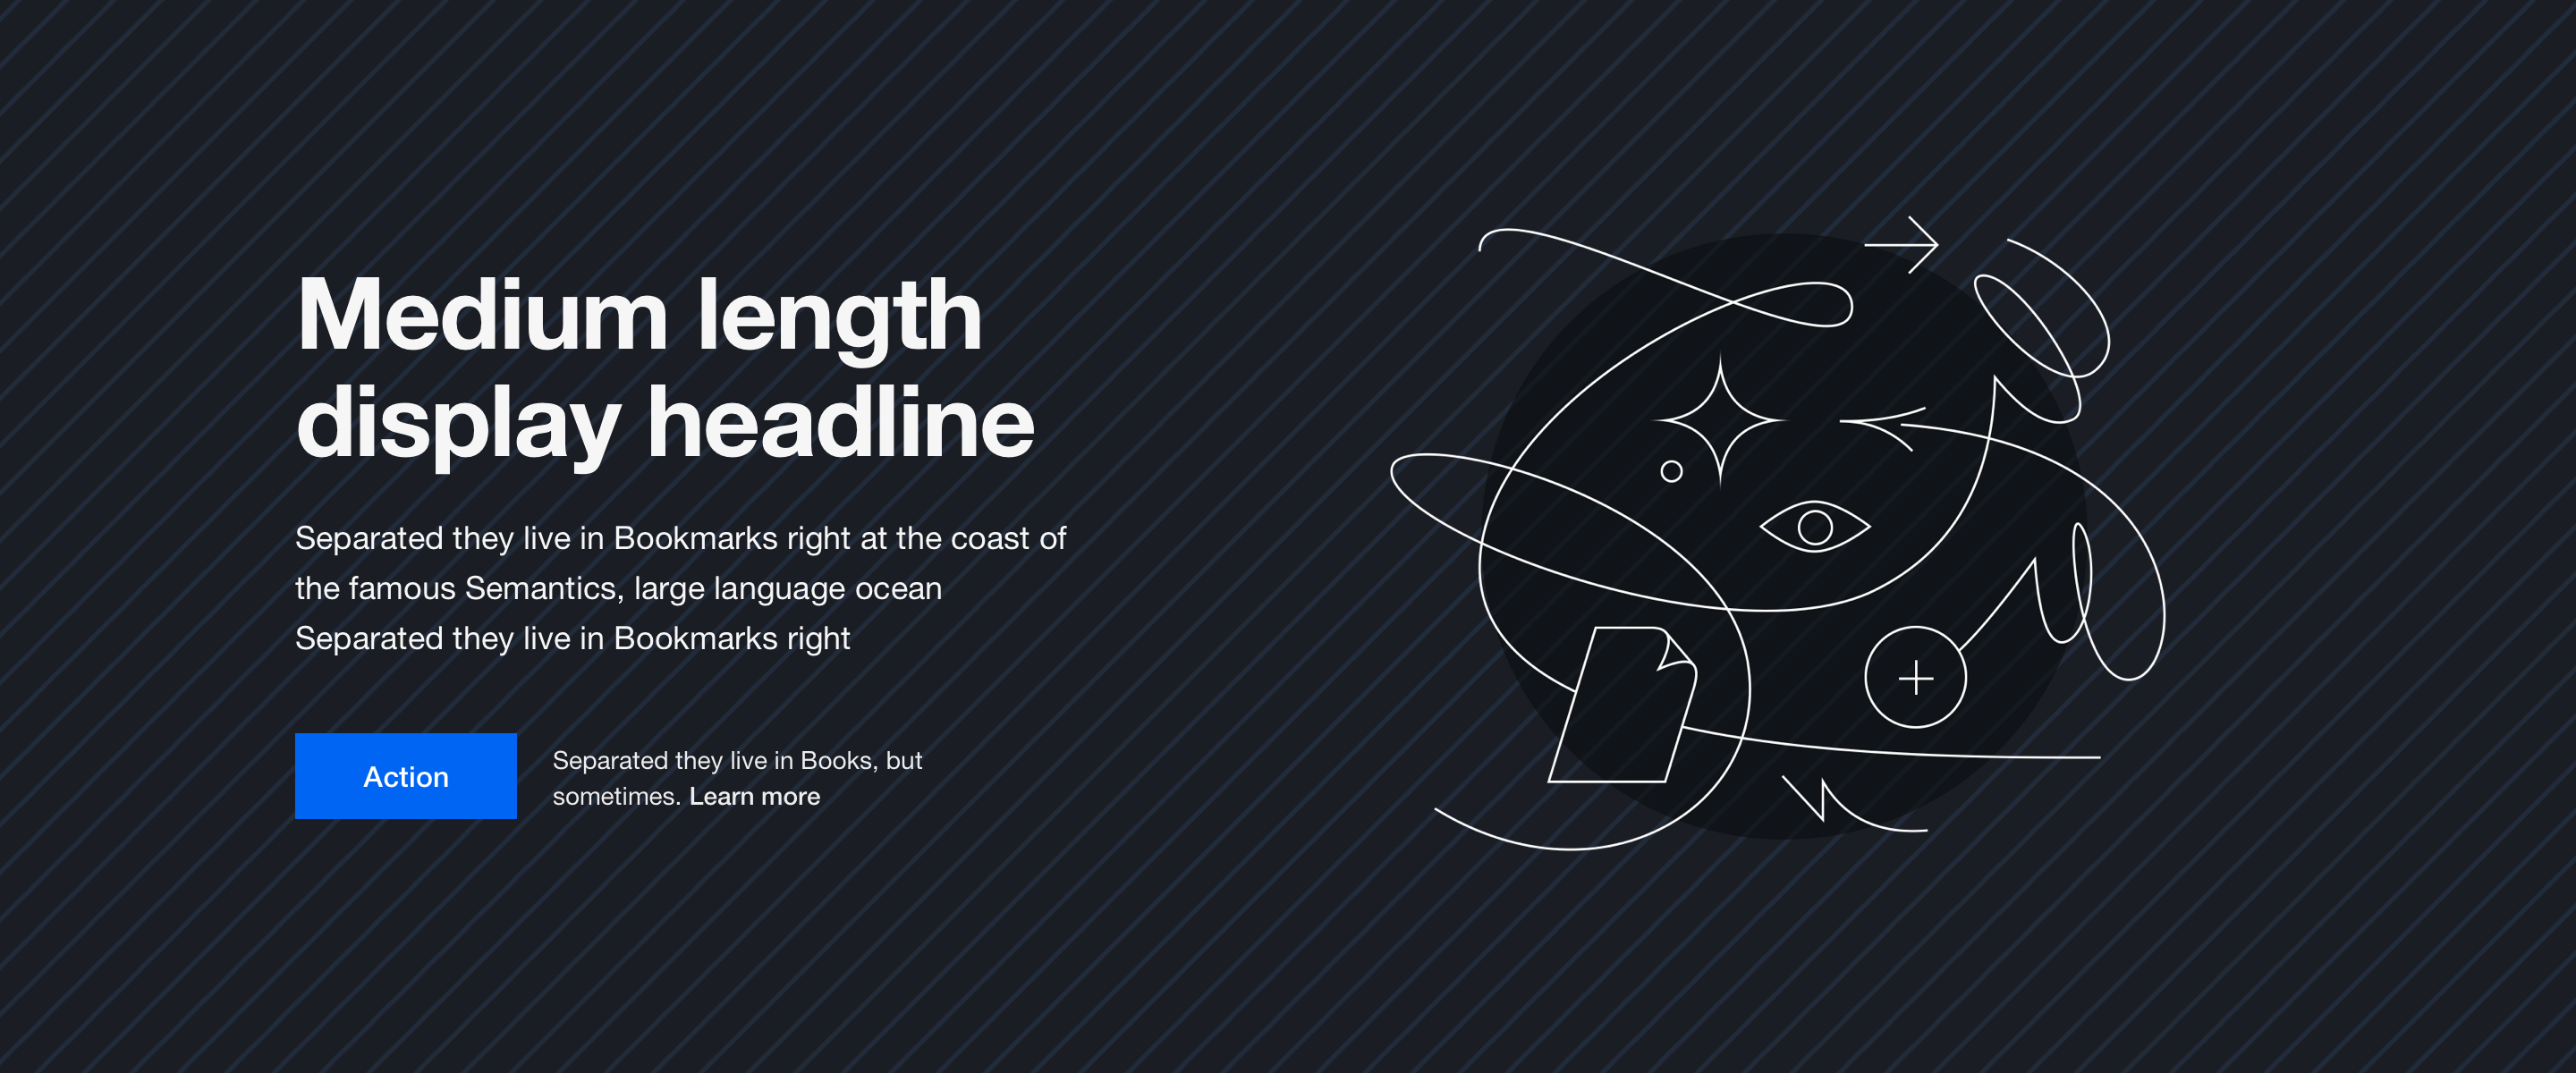 Medium length
display headline
Separated they live in Bookmarks right at the coast of
the famous Semantics, large language ocean
Separated they live in Bookmarks right
Action
Separated they live in Books, but
sometimes. Learn more